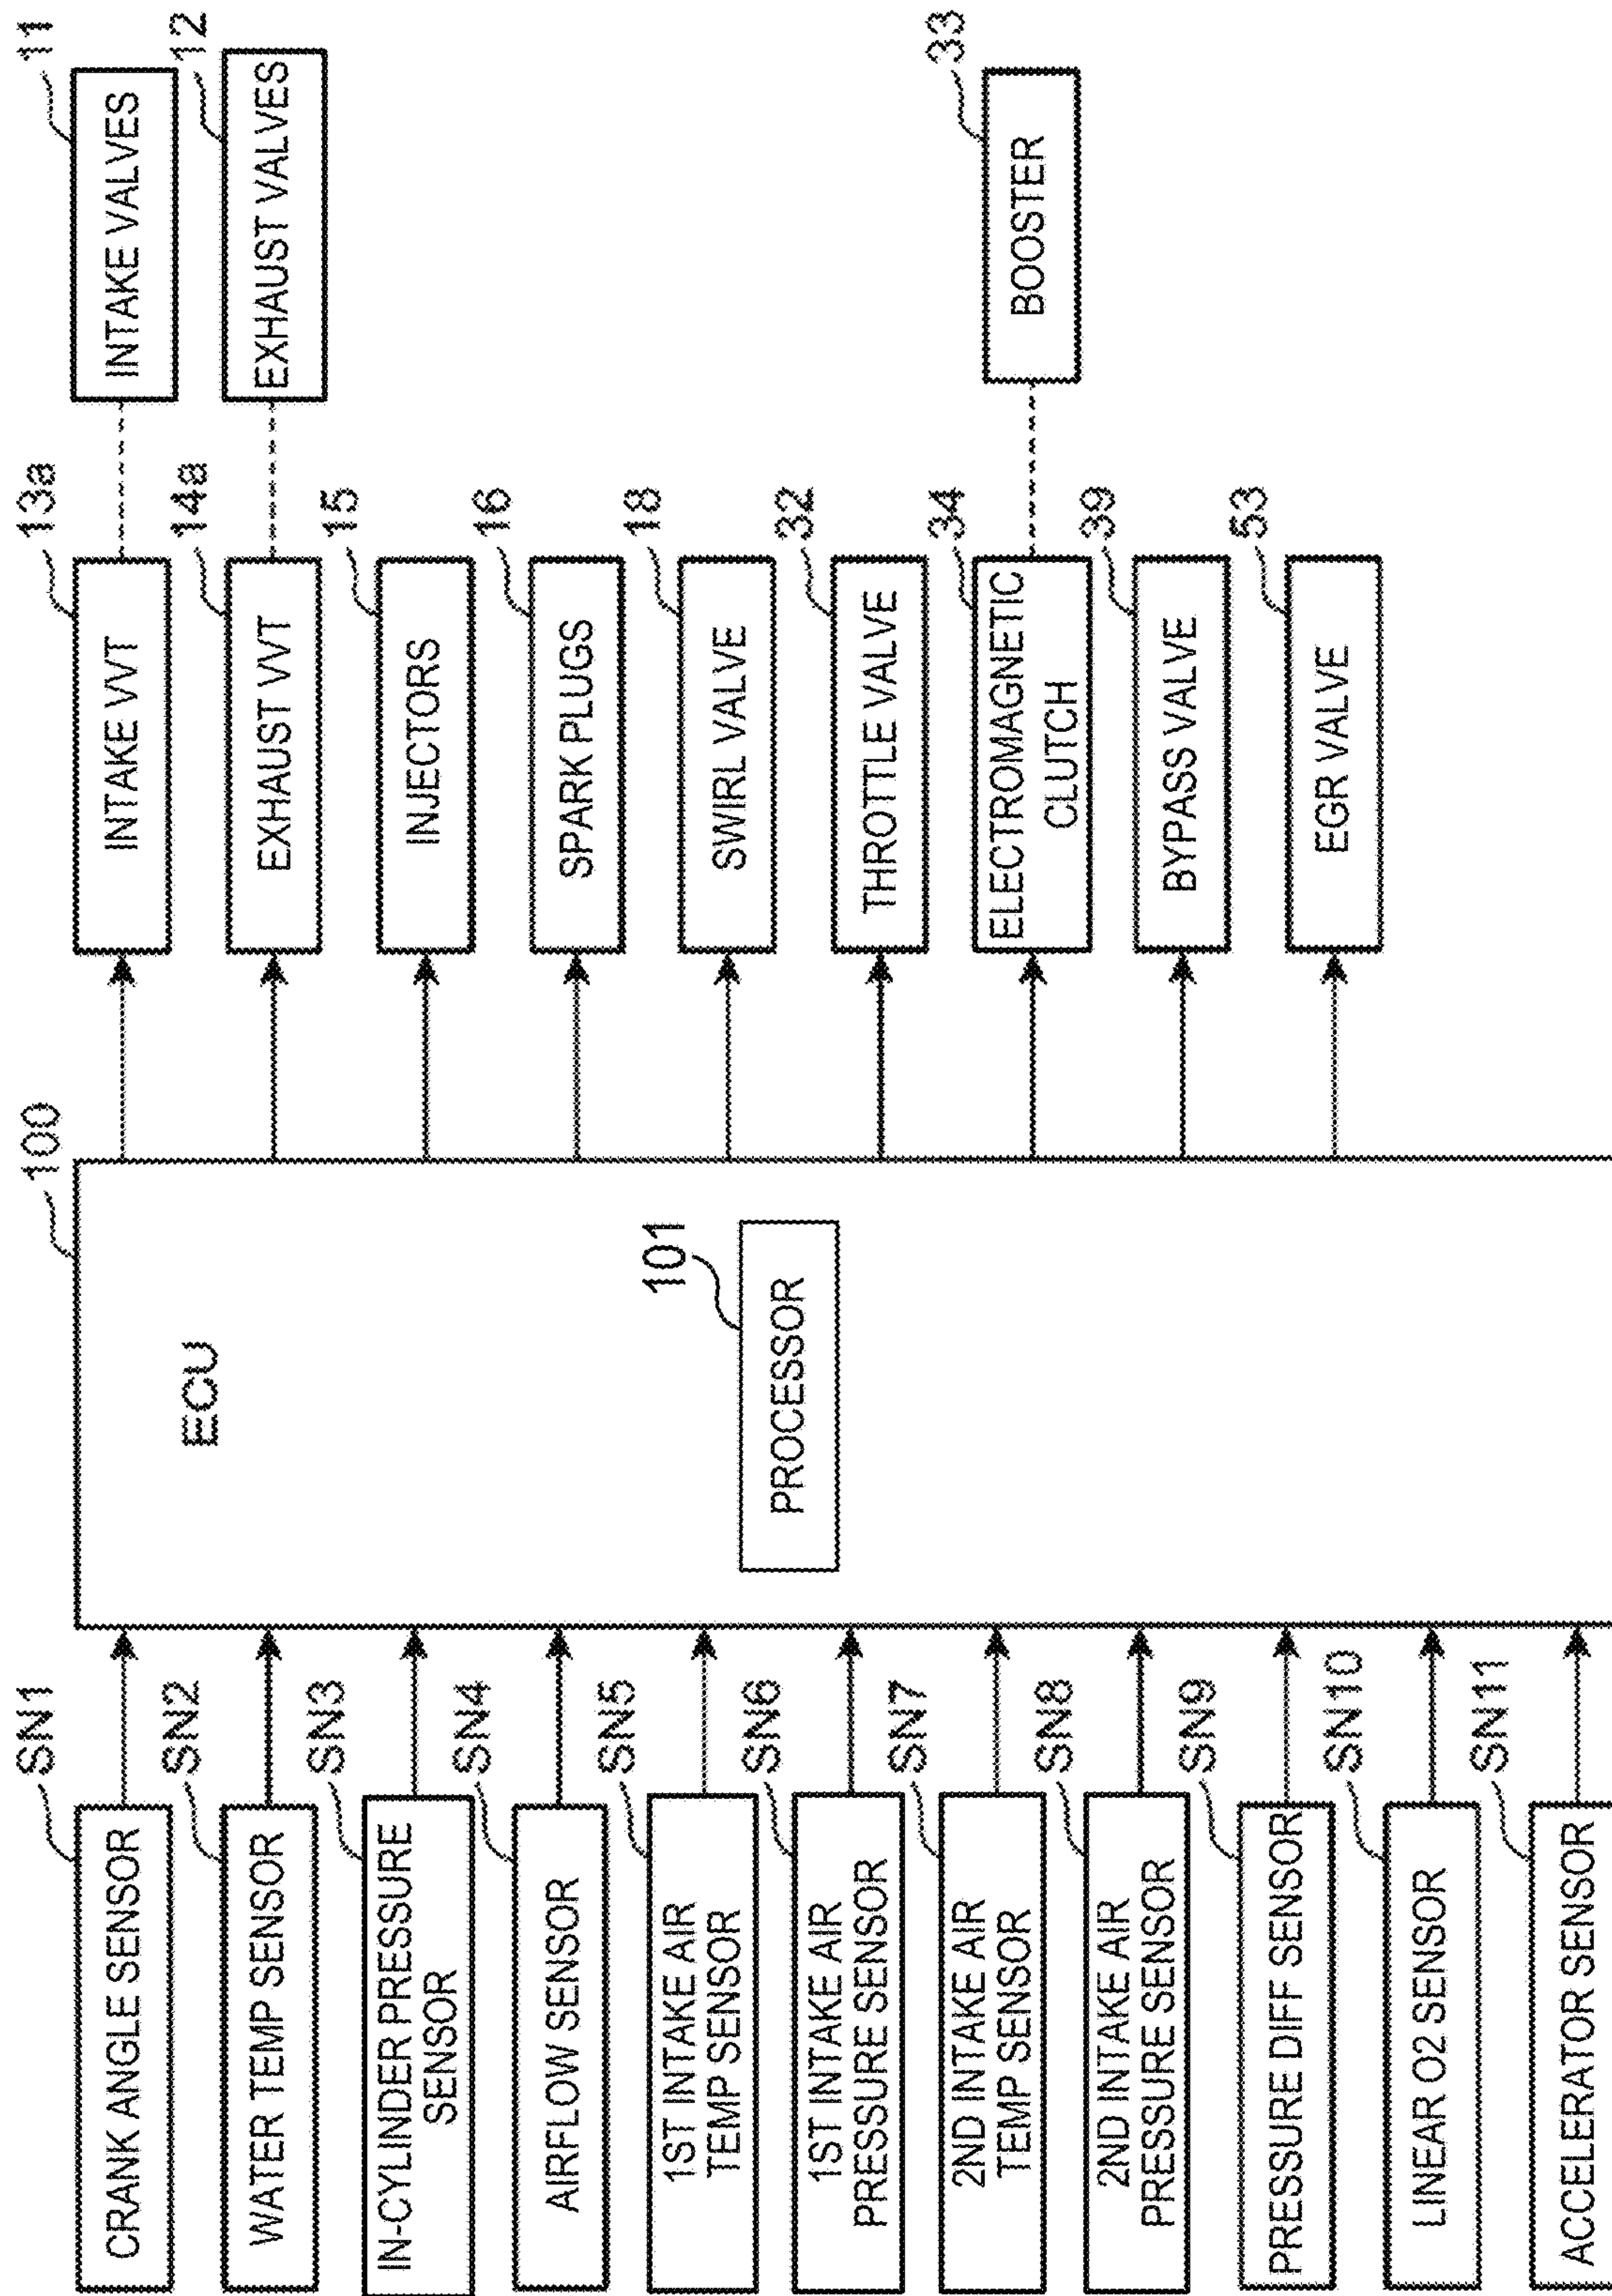 SN1
CRANK ANGLE SENSOR
SN2
WATER TEMP SENSOR
SN3
IN-CYLINDER PRESSURE
SENSOR
SN4
AIRFLOW SENSOR
SN5
1ST INTAKE AIR
TEMP SENSOR
SN6
1ST INTAKE AIR
PRESSURE SENSOR
SN7
2ND INTAKE AIR
TEMP SENSOR
SN8
2ND INTAKE AIR
PRESSURE SENSOR
SN9
PRESSURE DIFF SENSOR
SN10
LINEAR O2 SENSOR
SN11
ACCELERATOR SENSOR
100
ECU
101
PROCESSOR
13a
INTAKE VVT
14a
EXHAUST VVT
15
INJECTORS
16
SPARK PLUGS
18
SWIRL VALVE
32
THROTTLE VALVE
34
ELECTROMAGNETIC
CLUTCH
39
BYPASS VALVE
53
EGR VALVE
11
INTAKE VALVES
12
EXHAUST VALVES
33
BOOSTER